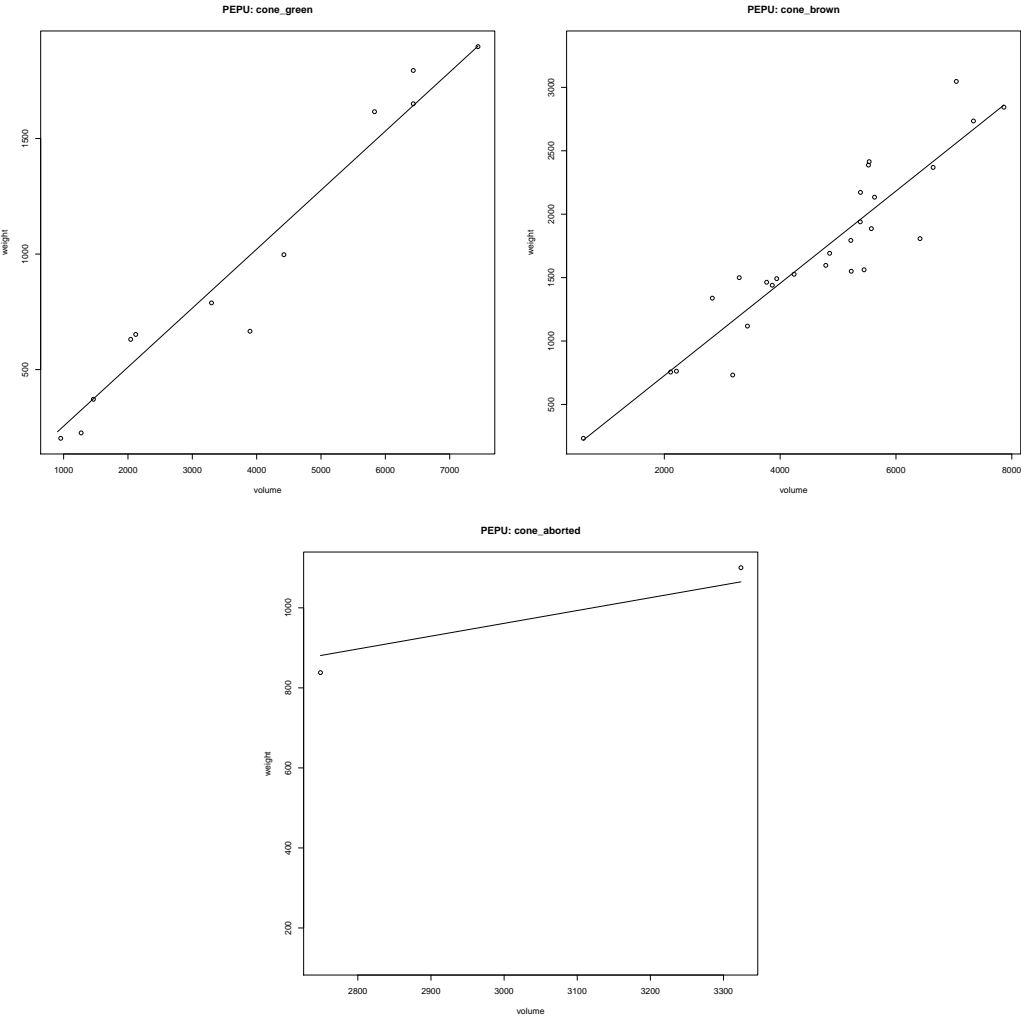 PEPU: cone_green
weight
500
1500
1000
1000 2000 3000 4000 5000 6000 7000
volume
PEPU: cone_brown
weight
3000
2500
2000
1500
1000
500
2000 4000 6000 8000
volume
PEPU: cone_aborted
weight
1000
800
600
400
200
2800 2900 3000 3100 3200 3300
volume